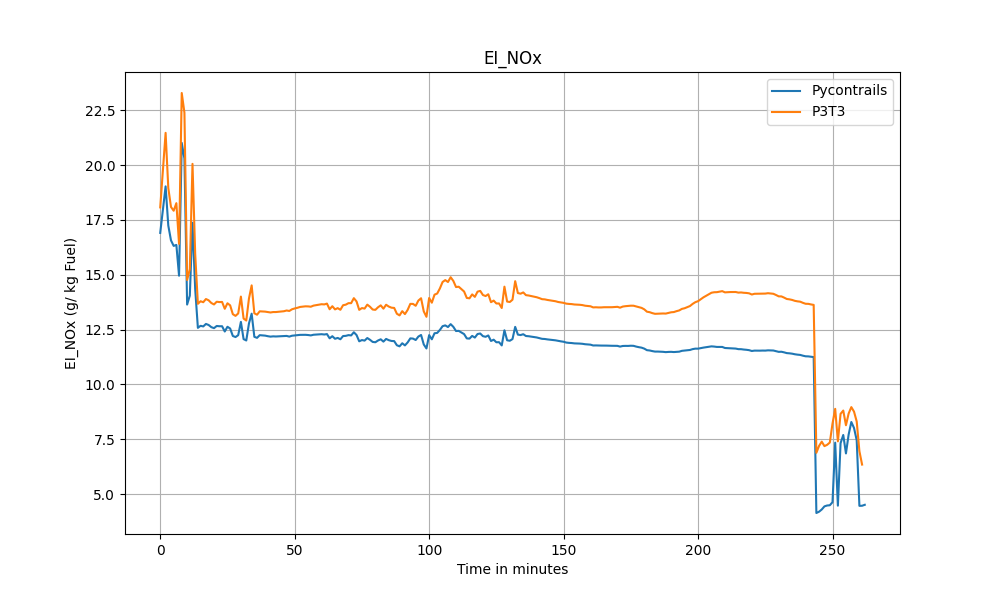 EI_NOx
Pycontrails
P3T3
EI_NOx (g/ kg Fuel)
22.5
20.0
17.5
15.0
12.5
10.0
7.5
5.0
0 50 100 150 200 250
Time in minutes